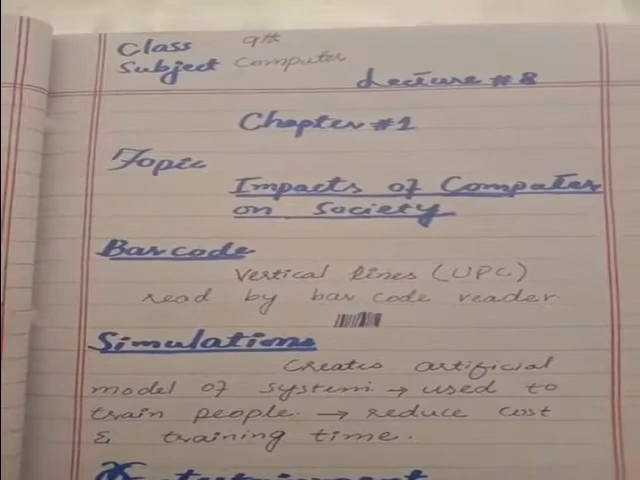 Class 9th
Subject Computer
Lecture #8
Chapter #1
Topic
Impacts of Computer
on Society
Barcode
Vertical lines (UPC)
read by bar code reader.
Simulations
Creates artificial
model of system. → used to
train people. → reduce cost
& training time.
Entertainment